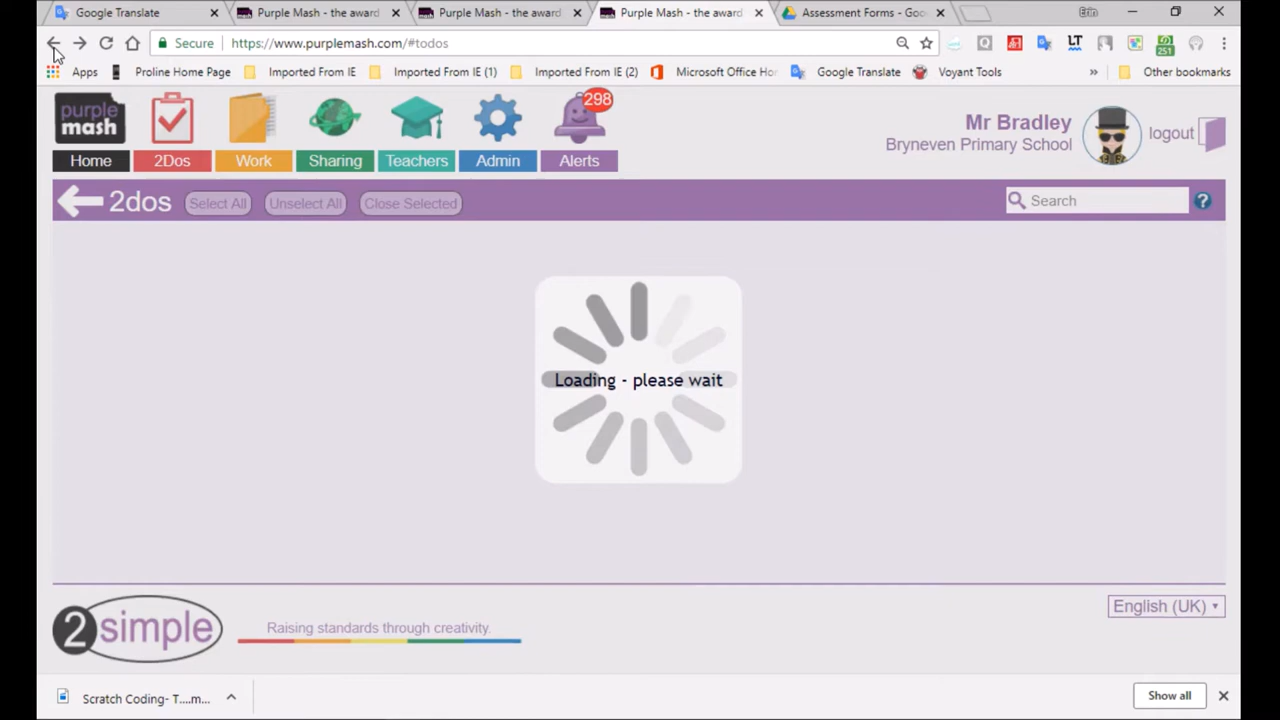 Google Translate
Purple Mash - the award
Purple Mash - the award
Purple Mash - the award
Assessment Forms - Goo
Secure
https://www.purplemash.com/#todos
251
Apps
Proline Home Page
Imported From IE
Imported From IE (1)
Imported From IE (2)
Microsoft Office Ho
Google Translate
Voyant Tools
»
Other bookmarks
purple
mash
298
Home
2Dos
Work
Sharing
Teachers
Admin
Alerts
Mr Bradley
Bryneven Primary School
logout
2dos
Select All
Unselect All
Close Selected
Search
?
Loading - please wait
2simple
Raising standards through creativity.
English (UK)
Scratch Coding- T....m...
Show all